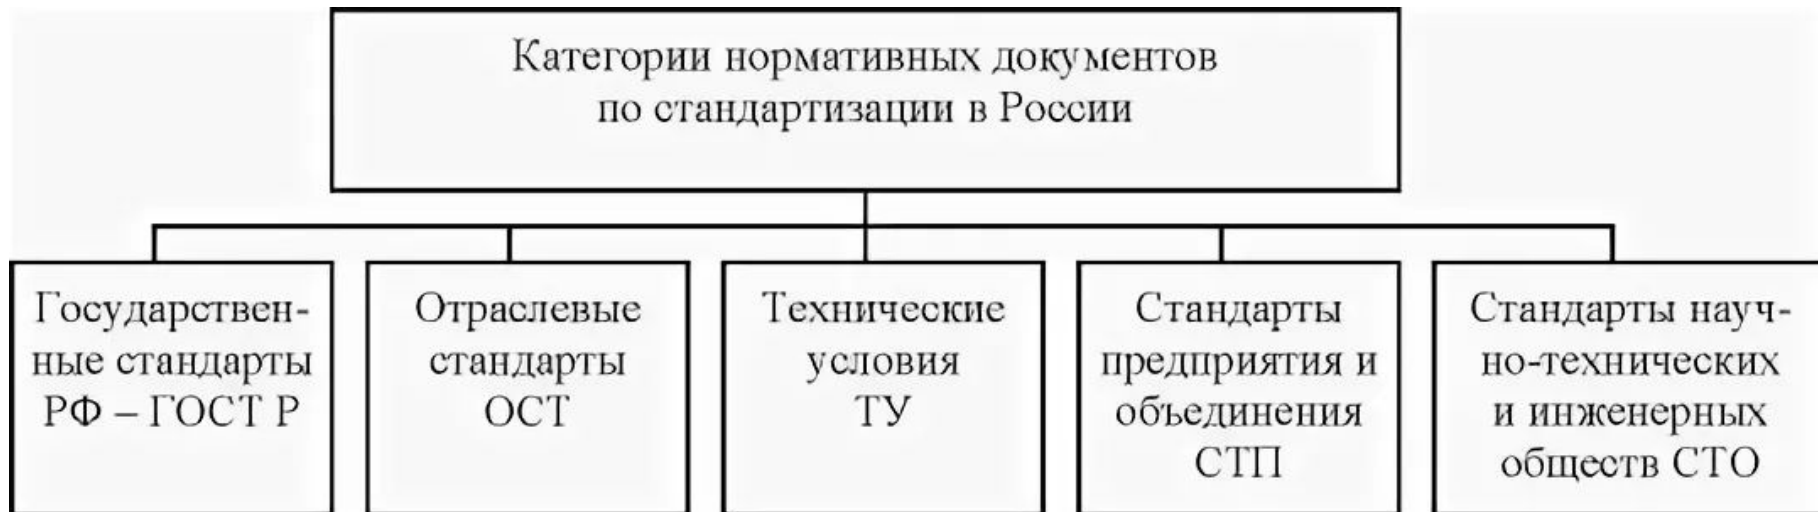 Категории нормативных документов
по стандартизации в России
Государствен-
ные стандарты
РФ – ГОСТ Р
Отраслевые
стандарты
ОСТ
Технические
условия
ТУ
Стандарты
предприятия и
объединения
СТП
Стандарты науч-
но-технических
и инженерных
обществ СТО